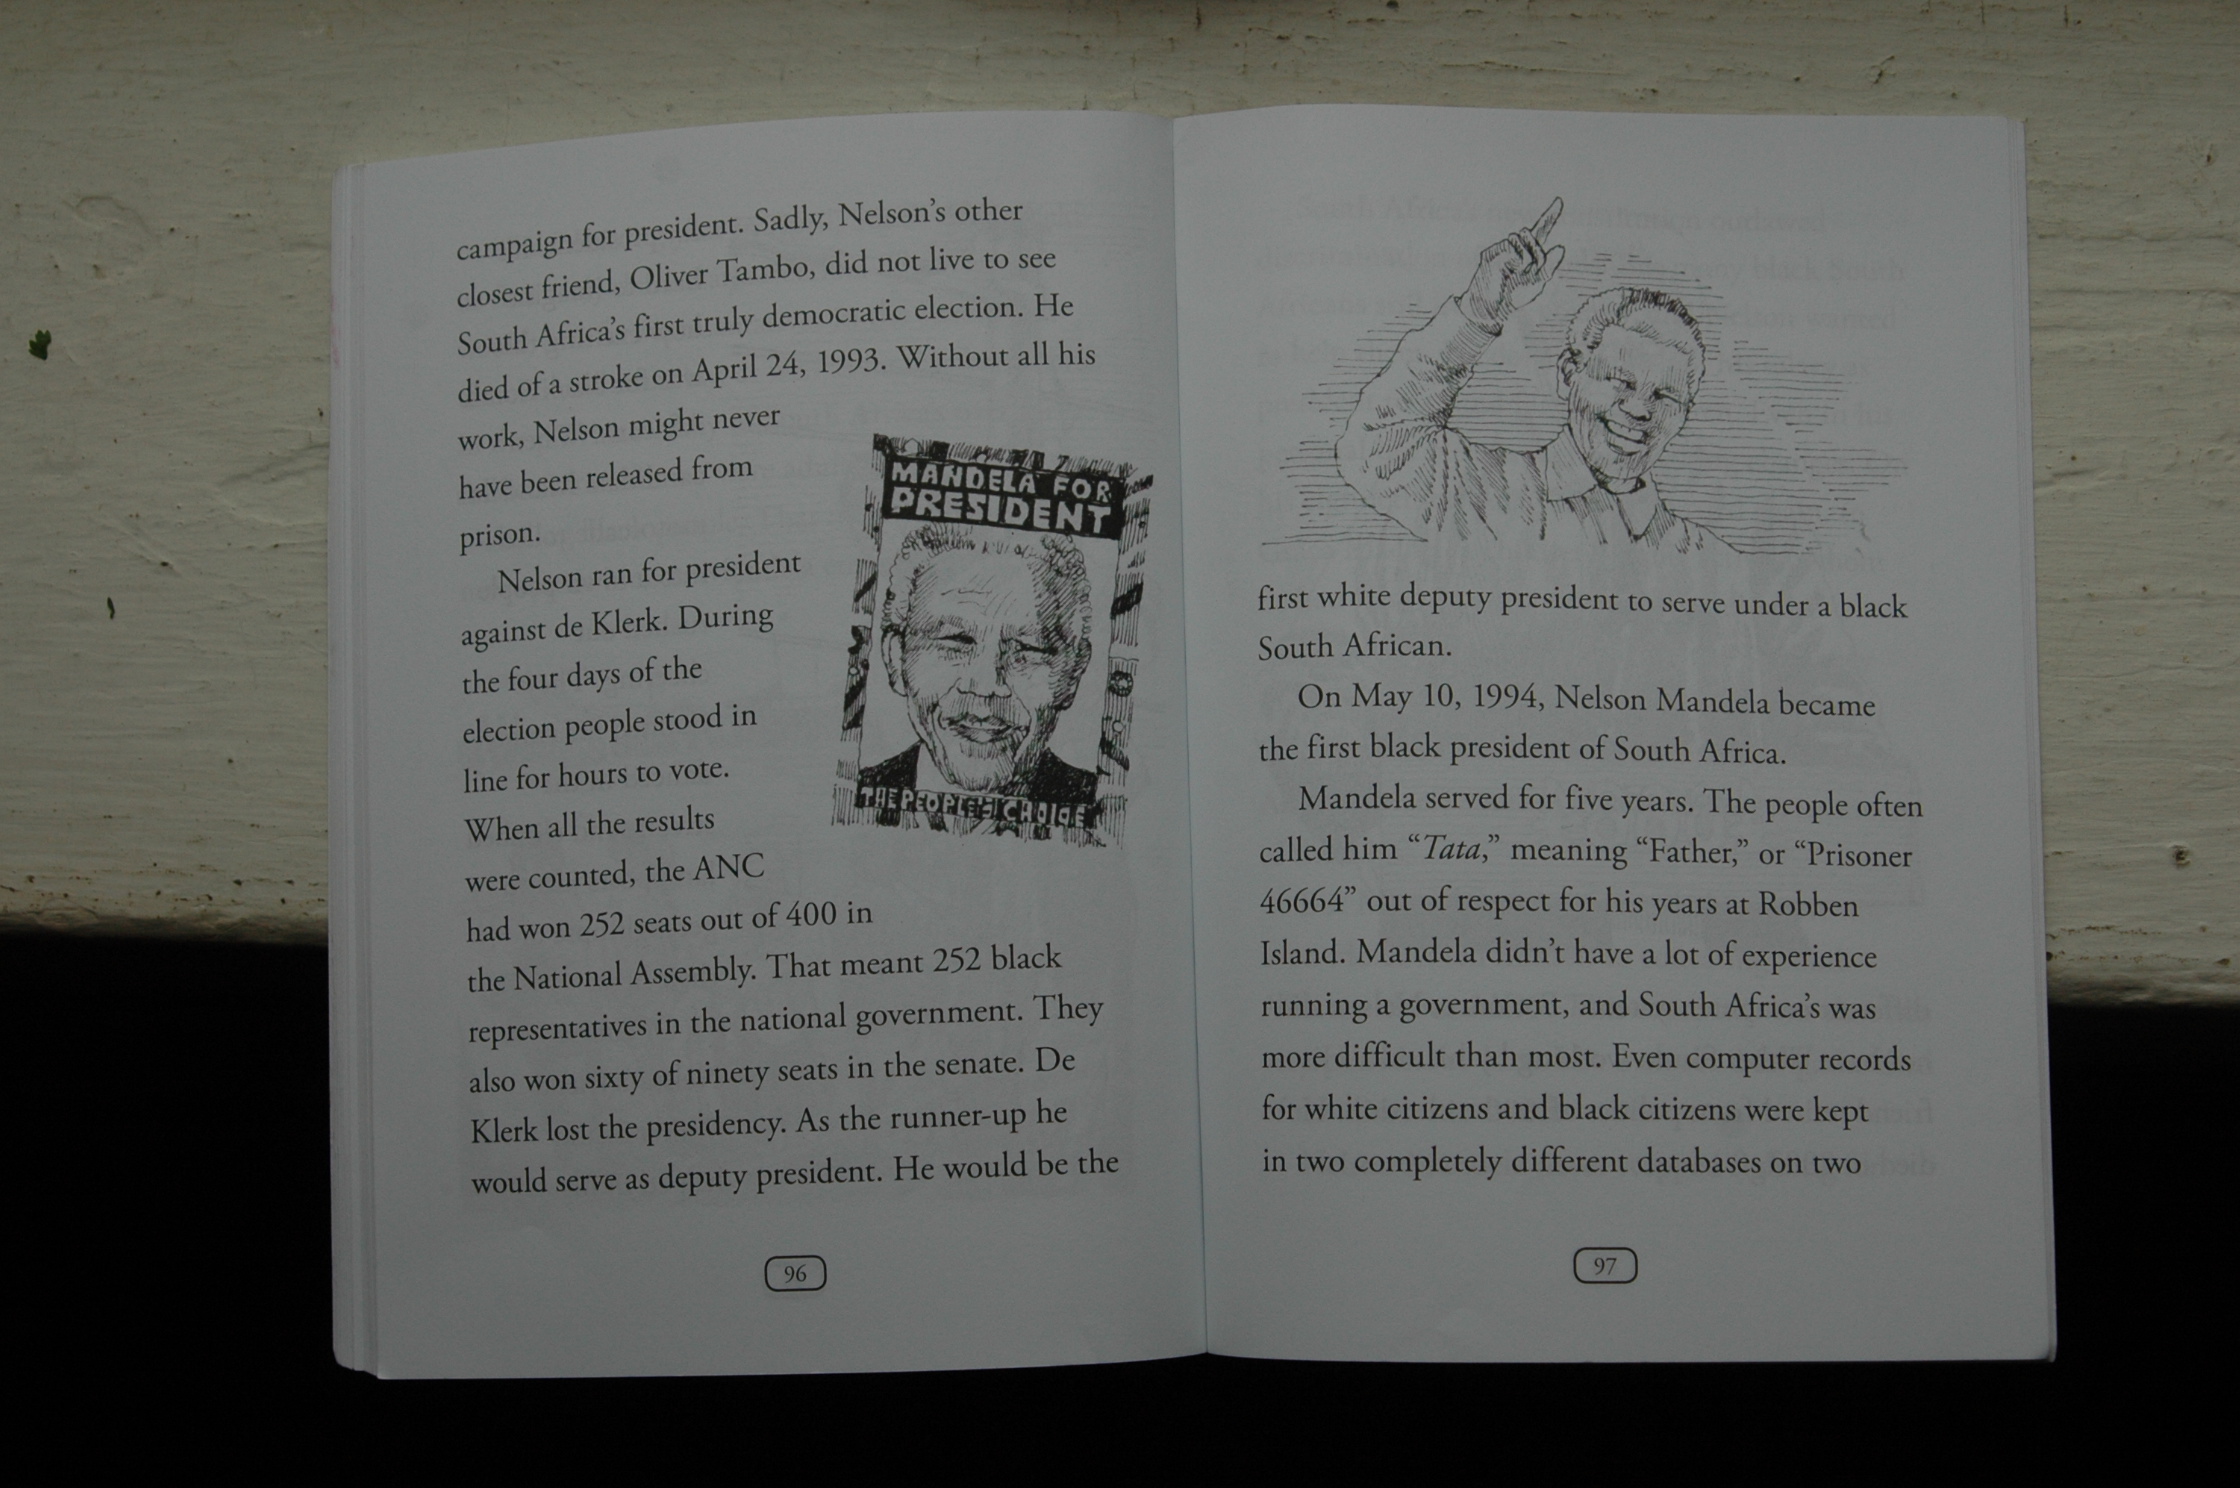 campaign for president. Sadly, Nelson's other
closest friend, Oliver Tambo, did not live to see
South Africa's first truly democratic election. He
died of a stroke on April 24, 1993. Without all his
work, Nelson might never
have been released from
prison.
Nelson ran for president
against de Klerk. During
the four days of the
election people stood in
line for hours to vote.
When all the results
were counted, the ANC
had won 252 seats out of 400 in
the National Assembly. That meant 252 black
representatives in the national government. They
also won sixty of ninety seats in the senate. De
Klerk lost the presidency. As the runner-up he
would serve as deputy president. He would be the
MANDELA FOR
PRESIDENT
THE PEOPLE'S CHOICE
96
first white deputy president to serve under a black
South African.
On May 10, 1994, Nelson Mandela became
the first black president of South Africa.
Mandela served for five years. The people often
called him “Tata,” meaning “Father,” or “Prisoner
46664” out of respect for his years at Robben
Island. Mandela didn't have a lot of experience
running a government, and South Africa's was
more difficult than most. Even computer records
for white citizens and black citizens were kept
in two completely different databases on two
97